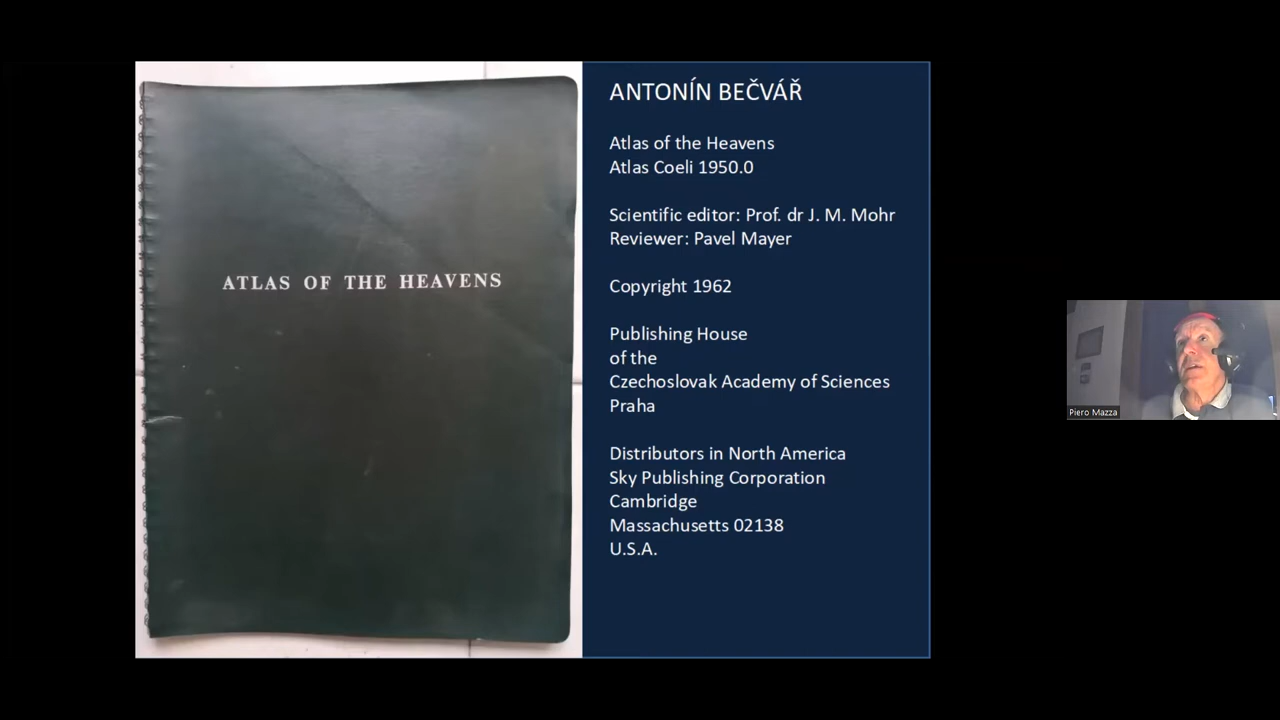 ATLAS OF THE HEAVENS
ANTONÍN BEČVÁŘ
Atlas of the Heavens
Atlas Coeli 1950.0
Scientific editor: Prof. dr J. M. Mohr
Reviewer: Pavel Mayer
Copyright 1962
Publishing House
of the
Czechoslovak Academy of Sciences
Praha
Distributors in North America
Sky Publishing Corporation
Cambridge
Massachusetts 02138
U.S.A.
Piero Mazza